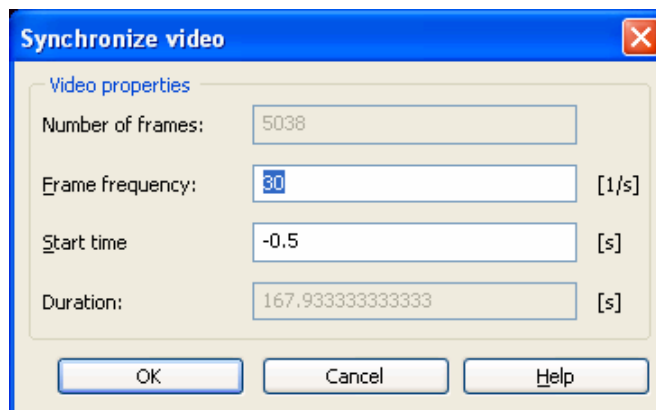 Synchronize video
Video properties
Number of frames: 5038
Frame frequency: 30 [1/s]
Start time -0.5 [s]
Duration: 167.933333333333 [s]
OK Cancel Help